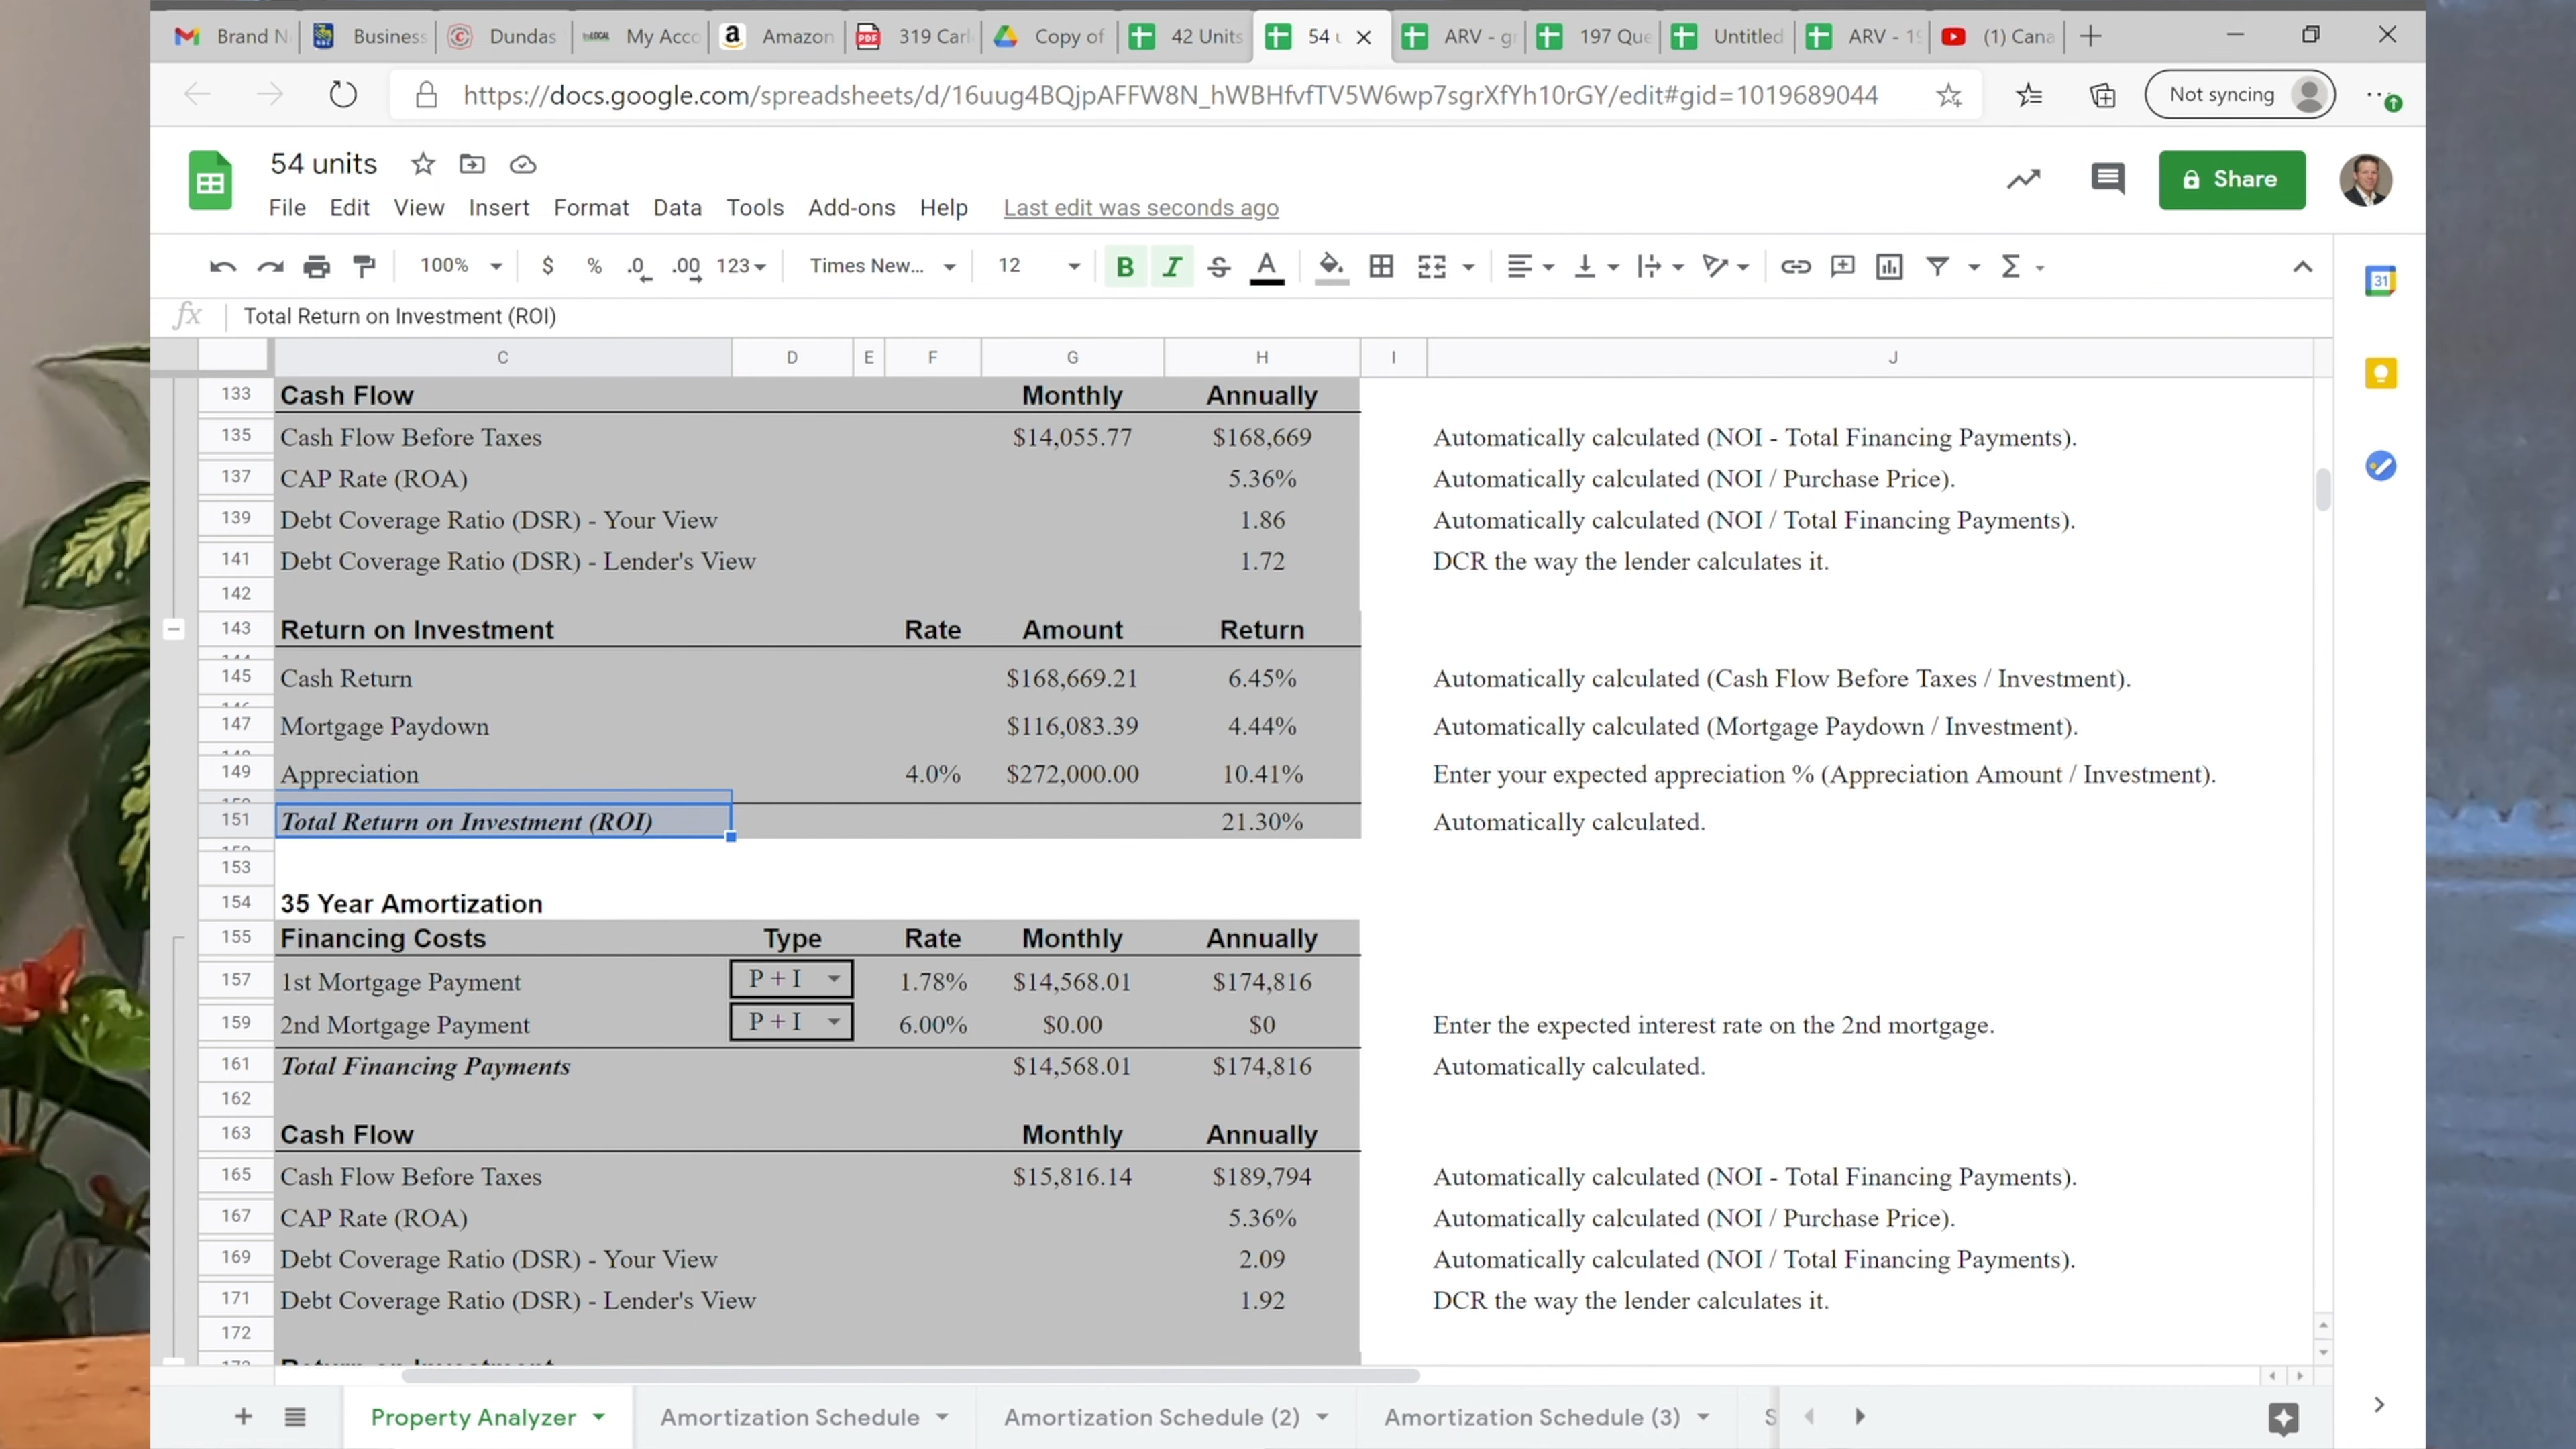 Brand N
Business
Dundas
My Acco
Amazon
319 Carl
Copy of
42 Units
54 u
ARV - gr
197 Que
Untitled
ARV - 19
(1) Cana
https://docs.google.com/spreadsheets/d/16uug4BQjpAFFW8N_hWBHfvfTV5W6wp7sgrXfYh10rGY/edit#gid=1019689044
Not syncing
54 units
File Edit View Insert Format Data Tools Add-ons Help Last edit was seconds ago
Share
100% $ % .0 .00 123 Times New... 12 B I S A Σ
31
fx Total Return on Investment (ROI)
C D E F G H I J
133 Cash Flow Monthly Annually
135 Cash Flow Before Taxes $14,055.77 $168,669 Automatically calculated (NOI - Total Financing Payments).
137 CAP Rate (ROA) 5.36% Automatically calculated (NOI / Purchase Price).
139 Debt Coverage Ratio (DSR) - Your View 1.86 Automatically calculated (NOI / Total Financing Payments).
141 Debt Coverage Ratio (DSR) - Lender's View 1.72 DCR the way the lender calculates it.
142
143 Return on Investment Rate Amount Return
145 Cash Return $168,669.21 6.45% Automatically calculated (Cash Flow Before Taxes / Investment).
147 Mortgage Paydown $116,083.39 4.44% Automatically calculated (Mortgage Paydown / Investment).
149 Appreciation 4.0% $272,000.00 10.41% Enter your expected appreciation % (Appreciation Amount / Investment).
151 Total Return on Investment (ROI) 21.30% Automatically calculated.
153
154 35 Year Amortization
155 Financing Costs Type Rate Monthly Annually
157 1st Mortgage Payment P + I 1.78% $14,568.01 $174,816
159 2nd Mortgage Payment P + I 6.00% $0.00 $0 Enter the expected interest rate on the 2nd mortgage.
161 Total Financing Payments $14,568.01 $174,816 Automatically calculated.
162
163 Cash Flow Monthly Annually
165 Cash Flow Before Taxes $15,816.14 $189,794 Automatically calculated (NOI - Total Financing Payments).
167 CAP Rate (ROA) 5.36% Automatically calculated (NOI / Purchase Price).
169 Debt Coverage Ratio (DSR) - Your View 2.09 Automatically calculated (NOI / Total Financing Payments).
171 Debt Coverage Ratio (DSR) - Lender's View 1.92 DCR the way the lender calculates it.
172
Property Analyzer Amortization Schedule Amortization Schedule (2) Amortization Schedule (3) S